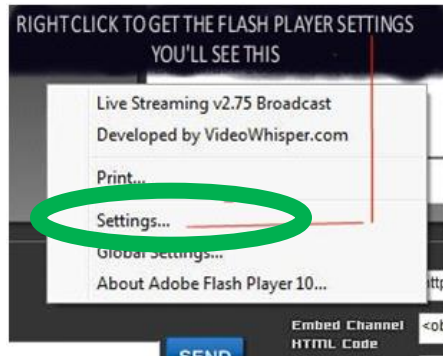 RIGHT CLICK TO GET THE FLASH PLAYER SETTINGS
YOU'LL SEE THIS
Live Streaming v2.75 Broadcast
Developed by VideoWhisper.com
Print...
Settings...
Global Settings...
About Adobe Flash Player 10...
Embed Channel
HTML Code
SEND